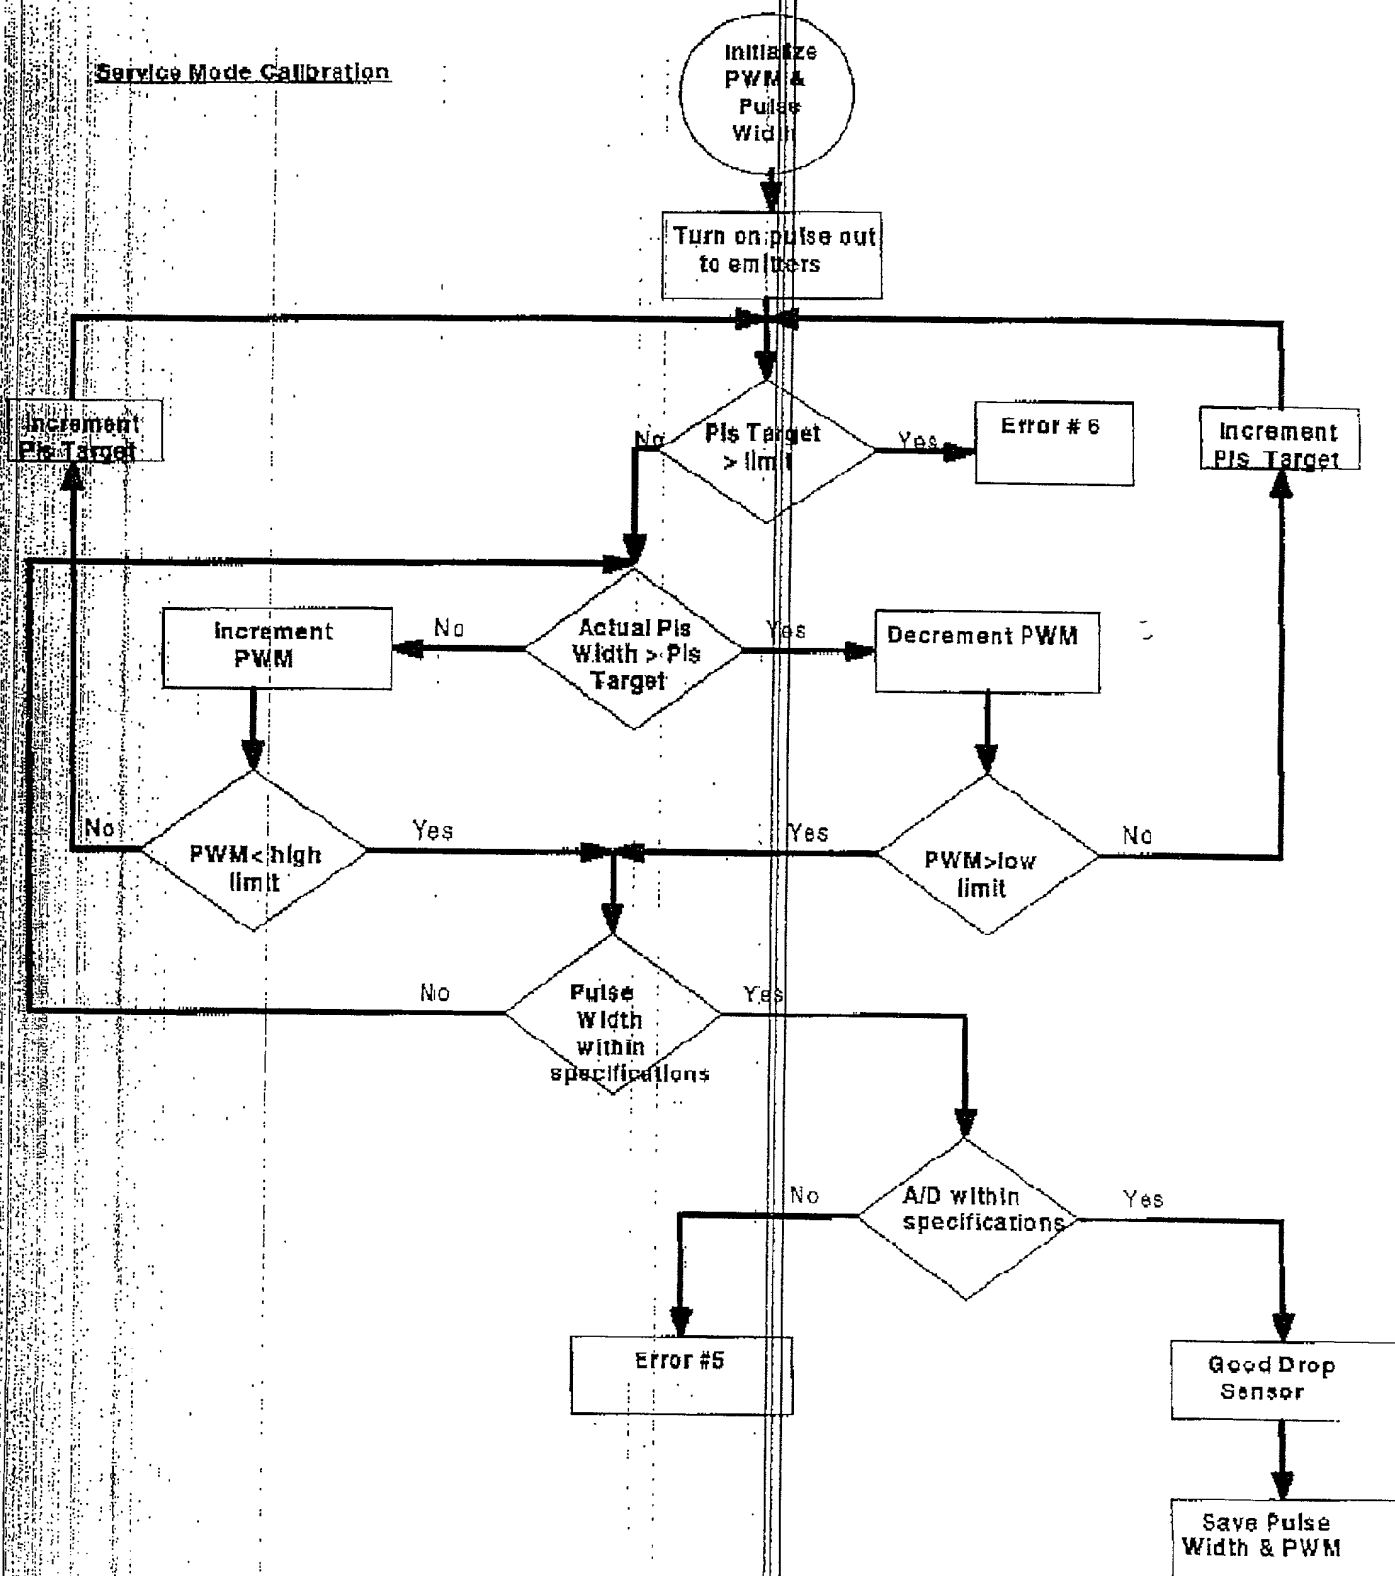 Service Mode Calibration
Initialize
PWM &
Pulse
Width
Turn on pulse out
to emitters
Increment
Pls Target
No
Pls Target
> limit
Yes
Error # 6
Increment
Pls Target
Increment
PWM
No
Actual Pls
Width > Pls
Target
Yes
Decrement PWM
No
PWM< high
limit
Yes
Yes
PWM>low
limit
No
No
Pulse
Width
within
specifications
Yes
No
A/D within
specifications
Yes
Error #5
Good Drop
Sensor
Save Pulse
Width & PWM